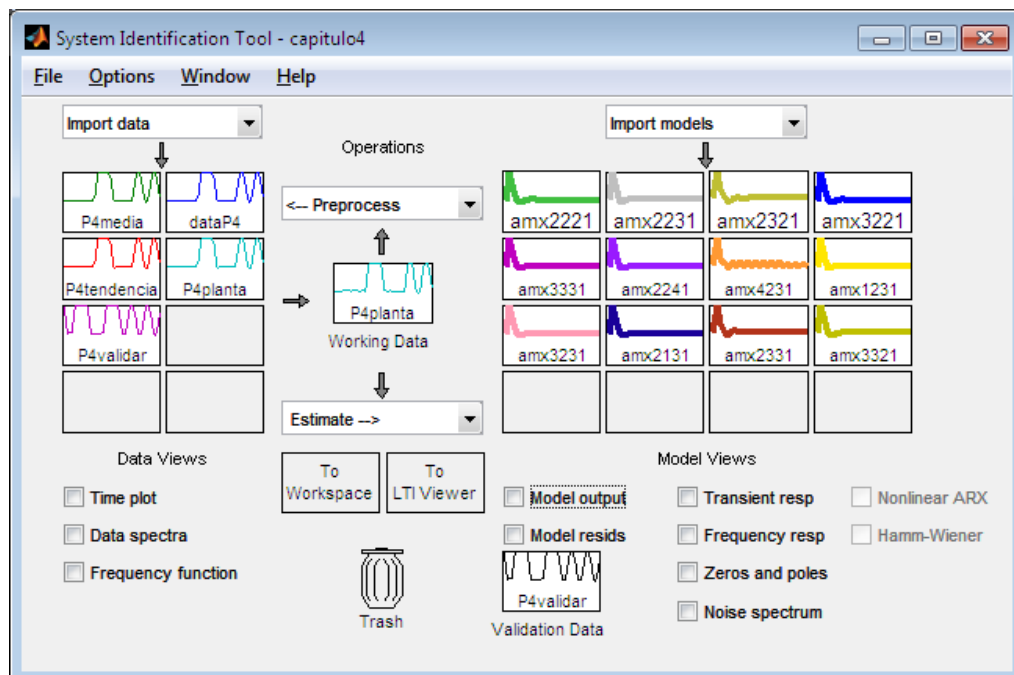 System Identification Tool - capitulo4
File Options Window Help
Import data
Import models
Operations
P4media dataP4
<-- Preprocess
amx2221 amx2231 amx2321 amx3221
P4tendencia P4planta
amx3331 amx2241 amx4231 amx1231
P4planta
Working Data
P4validar
amx3231 amx2131 amx2331 amx3321
Estimate -->
Data Views
Model Views
To Workspace
To LTI Viewer
Time plot
Data spectra
Frequency function
Model output
Transient resp
Nonlinear ARX
Model resids
Frequency resp
Hamm-Wiener
Zeros and poles
Noise spectrum
Trash
P4validar
Validation Data